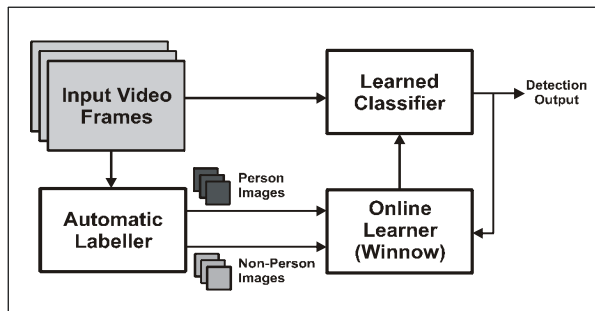 Input Video
Frames
Learned
Classifier
Detection
Output
Person
Images
Automatic
Labeller
Online
Learner
(Winnow)
Non-Person
Images